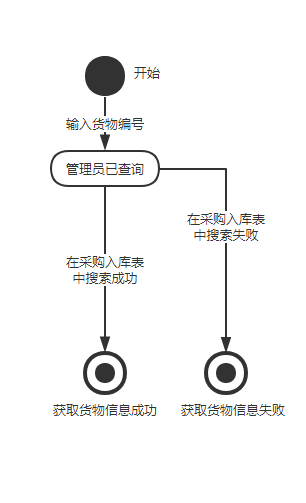 开始
输入货物编号
管理员已查询
在采购入库表
中搜索失败
在采购入库表
中搜索成功
获取货物信息成功
获取货物信息失败